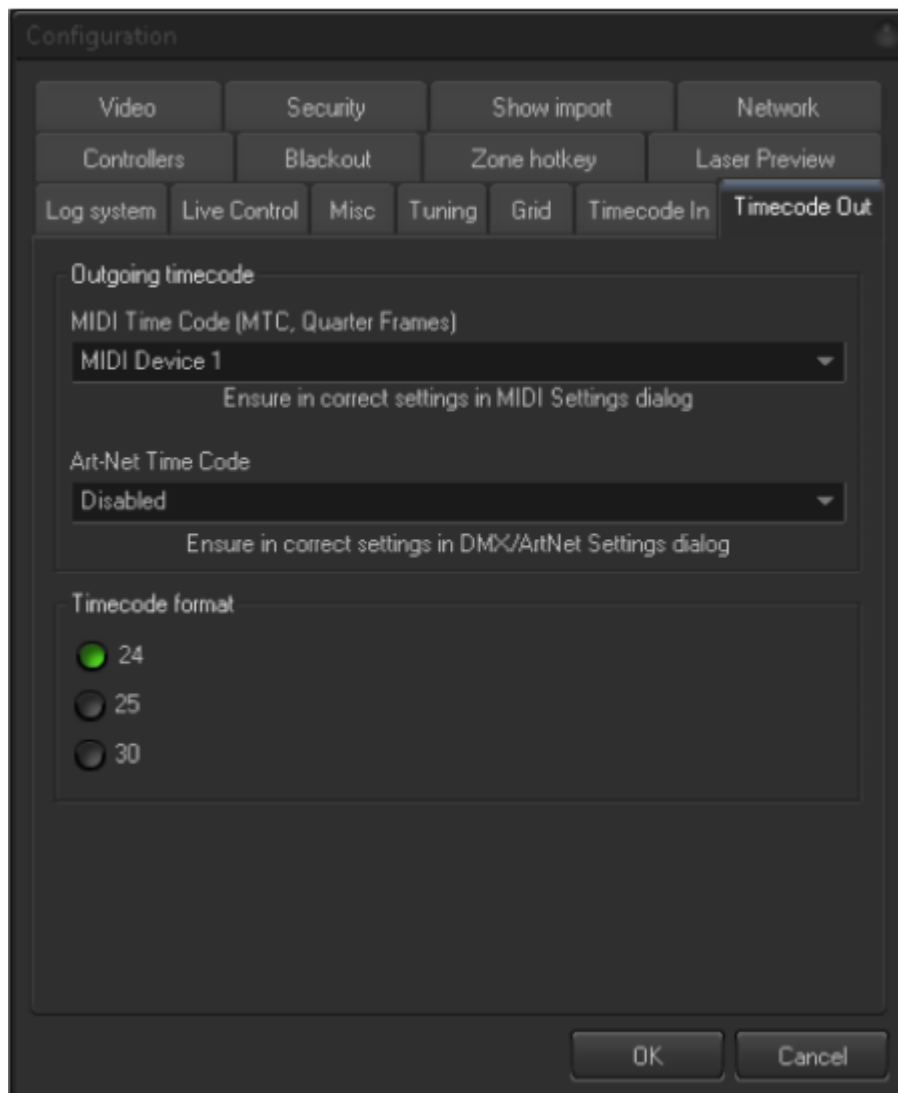 Configuration
Video Security Show import Network
Controllers Blackout Zone hotkey Laser Preview
Log system Live Control Misc Tuning Grid Timecode In Timecode Out
Outgoing timecode
MIDI Time Code (MTC, Quarter Frames)
MIDI Device 1
Ensure in correct settings in MIDI Settings dialog
Art-Net Time Code
Disabled
Ensure in correct settings in DMX/ArtNet Settings dialog
Timecode format
24
25
30
OK Cancel